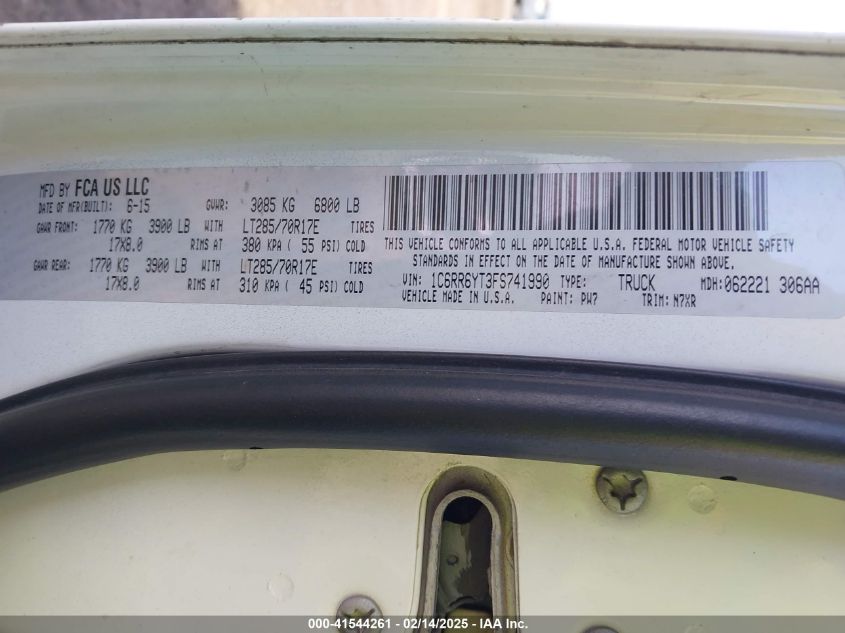 MFD BY FCA US LLC
DATE OF MFR(BUILT): 6-15 GVWR: 3085 KG 6800 LB
GAWR FRONT: 1770 KG 3900 LB WITH LT285/70R17E TIRES
17X8.0 RIMS AT 380 KPA ( 55 PSI) COLD
GAWR REAR: 1770 KG 3900 LB WITH LT285/70R17E TIRES
17X8.0 RIMS AT 310 KPA ( 45 PSI) COLD
THIS VEHICLE CONFORMS TO ALL APPLICABLE U.S.A. FEDERAL MOTOR VEHICLE SAFETY
STANDARDS IN EFFECT ON THE DATE OF MANUFACTURE SHOWN ABOVE.
VIN: 1C6RR6YT3FS741990 TYPE: TRUCK MDH: 062221 306AA
VEHICLE MADE IN U.S.A. PAINT: PW7 TRIM: N7XR
000-41544261 - 02/14/2025 - IAA Inc.